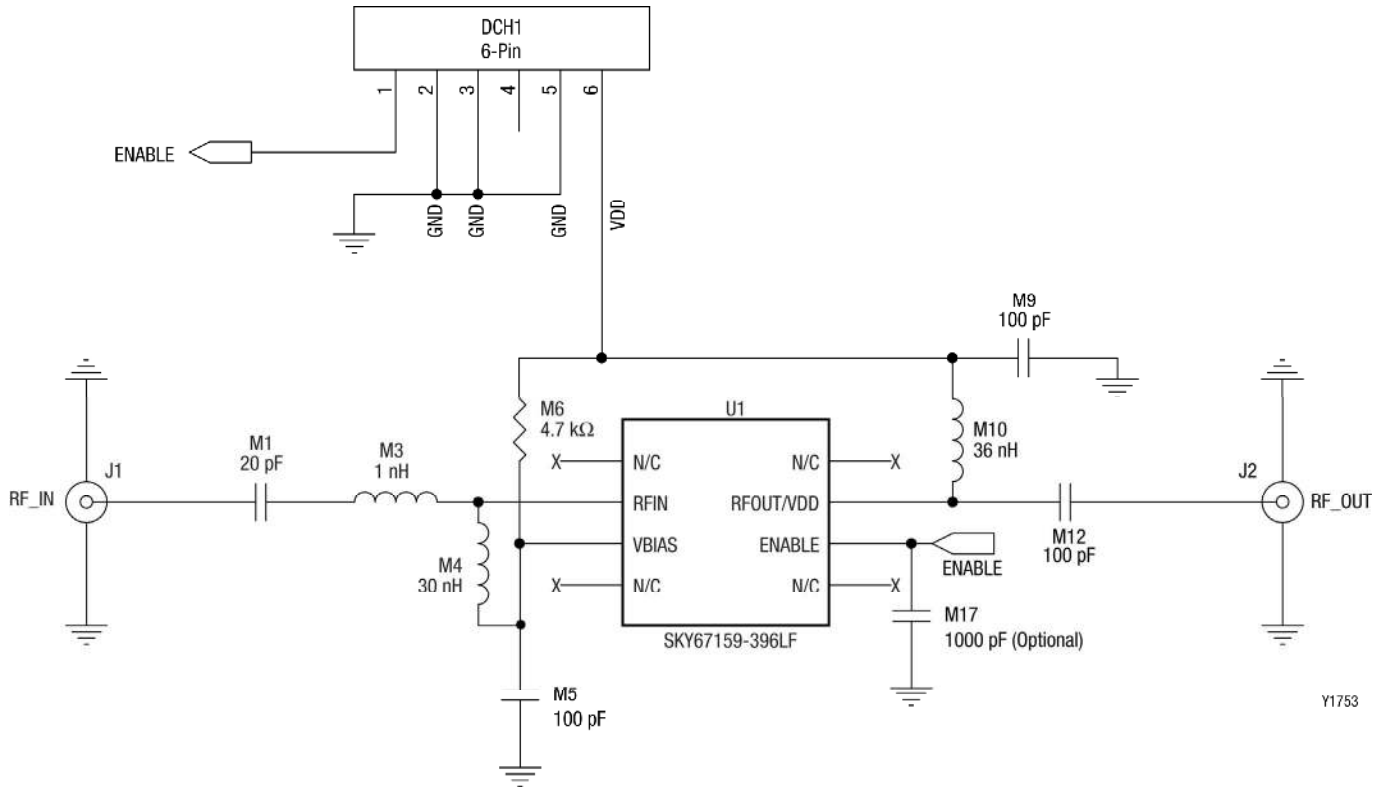 DCH1
6-Pin
1
2
3
4
5
6
ENABLE
GND
GND
GND
VDD
M9
100 pF
M6
4.7 kΩ
U1
M10
36 nH
M1
20 pF
M3
1 nH
J1
RF_IN
N/C
N/C
X
X
J2
RF_OUT
RFIN
RFOUT/VDD
M12
100 pF
M4
30 nH
VBIAS
ENABLE
ENABLE
X
N/C
N/C
X
SKY67159-396LF
M17
1000 pF (Optional)
M5
100 pF
Y1753